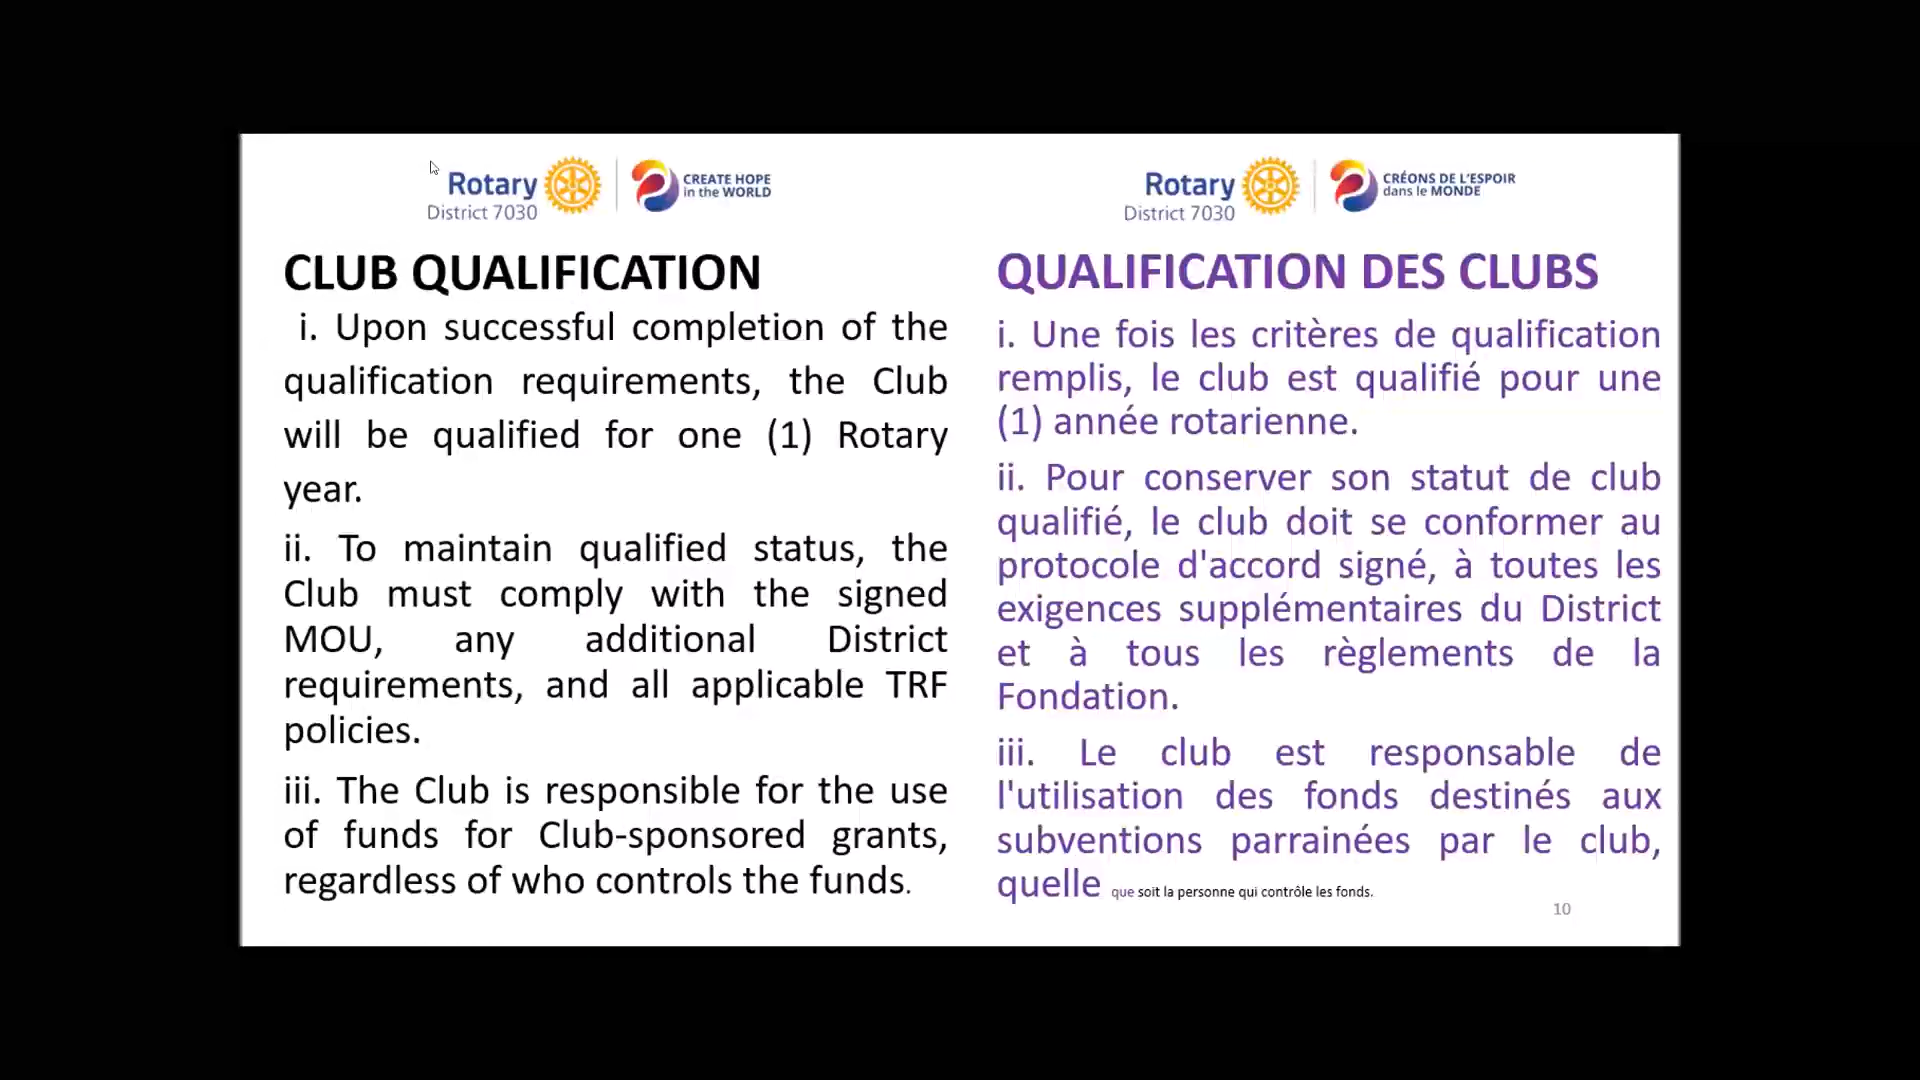 Rotary
District 7030
CREATE HOPE
in the WORLD
CLUB QUALIFICATION
i. Upon successful completion of the
qualification requirements, the Club
will be qualified for one (1) Rotary
year.
ii. To maintain qualified status, the
Club must comply with the signed
MOU, any additional District
requirements, and all applicable TRF
policies.
iii. The Club is responsible for the use
of funds for Club-sponsored grants,
regardless of who controls the funds.
Rotary
District 7030
CRÉONS DE L'ESPOIR
dans le MONDE
QUALIFICATION DES CLUBS
i. Une fois les critères de qualification
remplis, le club est qualifié pour une
(1) année rotarienne.
ii. Pour conserver son statut de club
qualifié, le club doit se conformer au
protocole d'accord signé, à toutes les
exigences supplémentaires du District
et à tous les règlements de la
Fondation.
iii. Le club est responsable de
l'utilisation des fonds destinés aux
subventions parrainées par le club,
quelle que soit la personne qui contrôle les fonds.
10